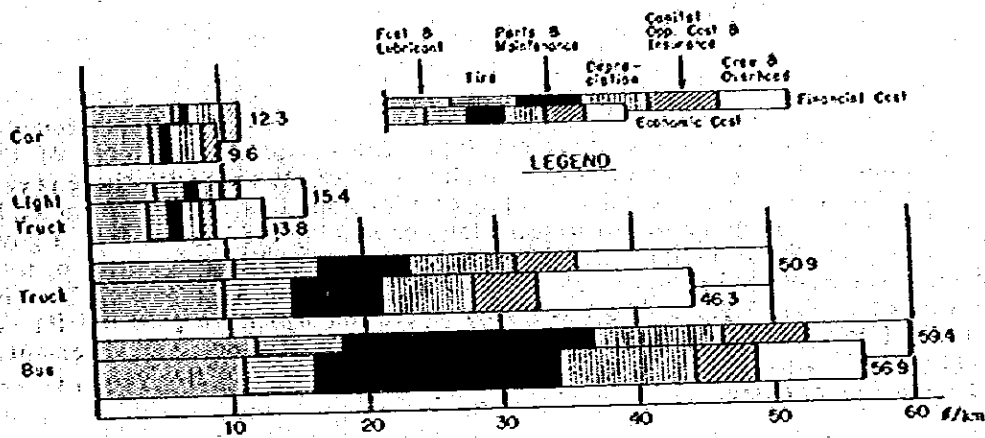 Capital
Fuel & Parts & Opp. Cost &
Lubricant Maintenance Insurance
Tire Depre- Crew &
ciation Overhead
Financial Cost
Economic Cost
LEGEND
Car
12.3
9.6
Light
Truck
15.4
13.8
Truck
50.9
46.3
Bus
59.4
56.9
10 20 30 40 50 60 ¢/km